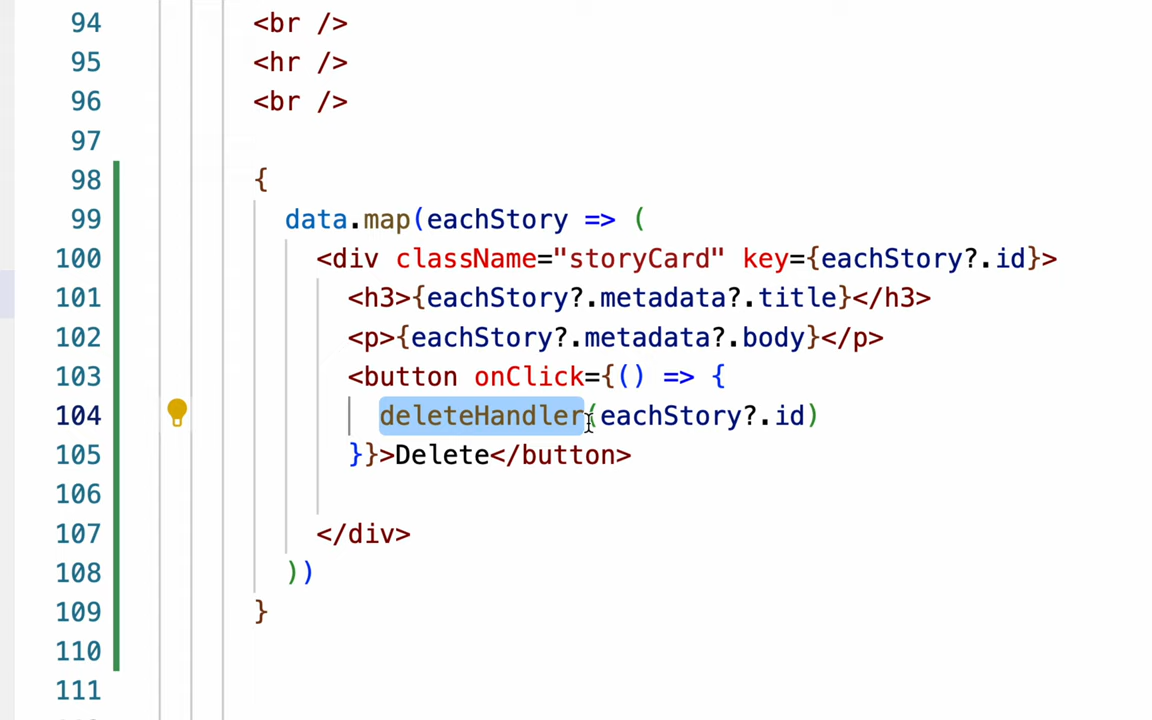 94 <br />
95 <hr />
96 <br />
97
98 {
99 data.map(eachStory => (
100 <div className="storyCard" key={eachStory?.id}>
101 <h3>{eachStory?.metadata?.title}</h3>
102 <p>{eachStory?.metadata?.body}</p>
103 <button onClick={() => {
104 deleteHandler(eachStory?.id)
105 }}>Delete</button>
106
107 </div>
108 ))
109 }
110
111